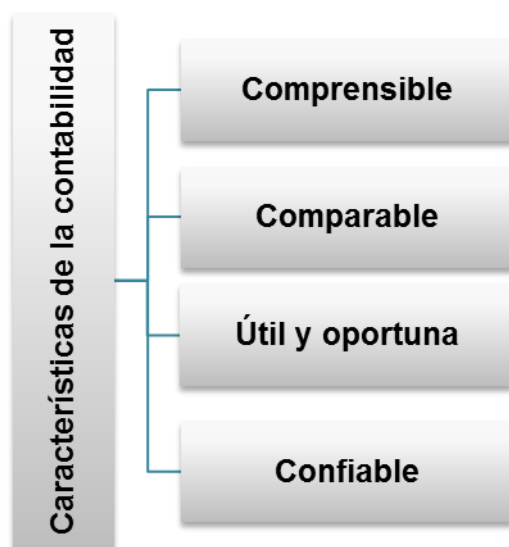 Características de la contabilidad
Comprensible
Comparable
Útil y oportuna
Confiable